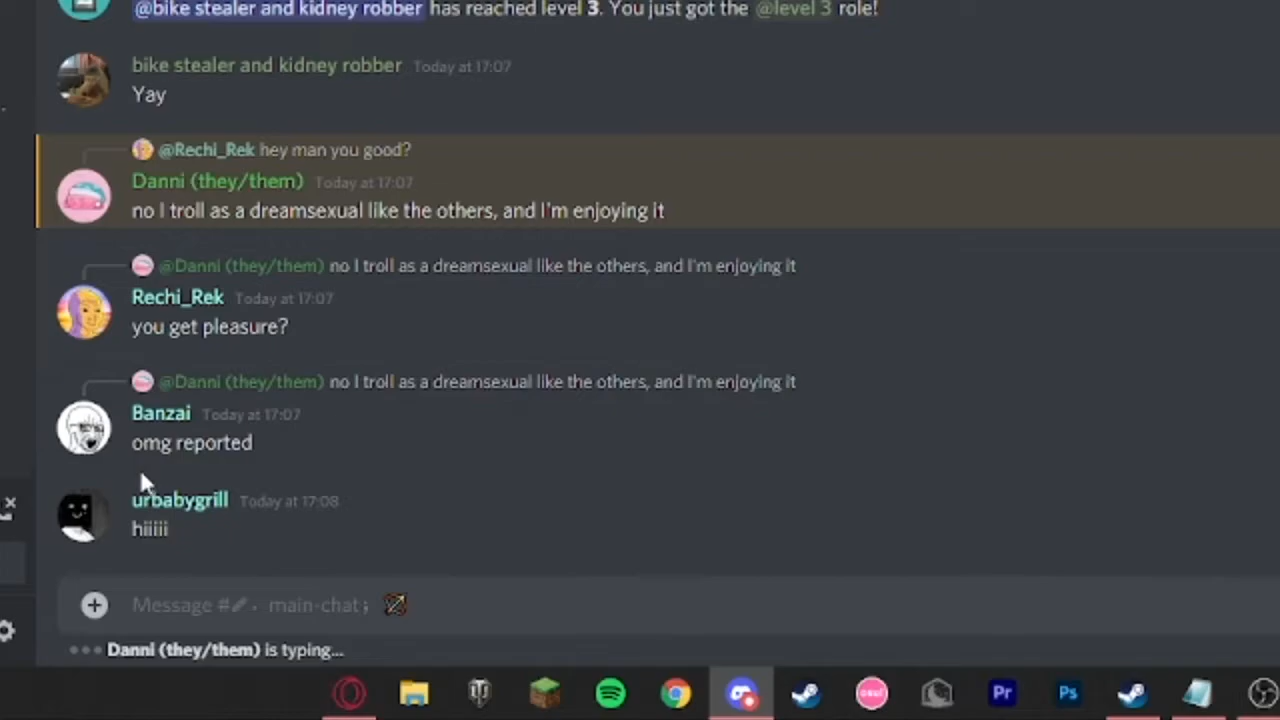 @bike stealer and kidney robber has reached level 3. You just got the @level 3 role!
bike stealer and kidney robber Today at 17:07
Yay
@Rechi_Rek hey man you good?
Danni (they/them) Today at 17:07
no I troll as a dreamsexual like the others, and I'm enjoying it
@Danni (they/them) no I troll as a dreamsexual like the others, and I'm enjoying it
Rechi_Rek Today at 17:07
you get pleasure?
@Danni (they/them) no I troll as a dreamsexual like the others, and I'm enjoying it
Banzai Today at 17:07
omg reported
urbabygrill Today at 17:08
hiiiii
Message #🖊・main-chat; 🏹
Danni (they/them) is typing...
osu!
Pr
Ps